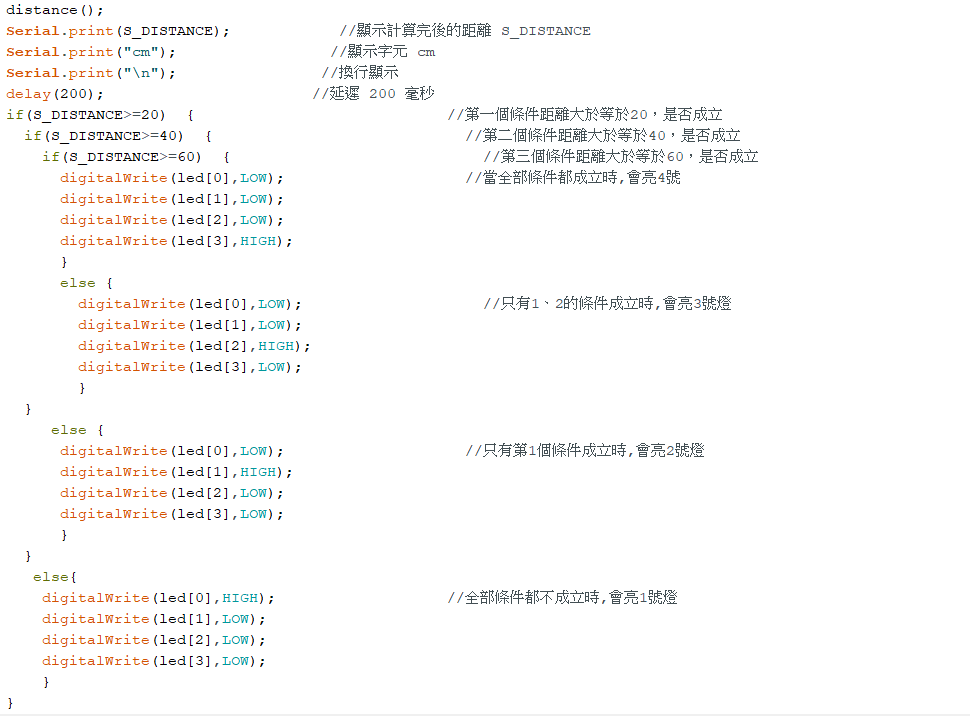 distance();
Serial.print(S_DISTANCE); //顯示計算完後的距離 S_DISTANCE
Serial.print("cm"); //顯示字元 cm
Serial.print("\n"); //換行顯示
delay(200); //延遲 200 毫秒
if(S_DISTANCE>=20) { //第一個條件距離大於等於20，是否成立
if(S_DISTANCE>=40) { //第二個條件距離大於等於40，是否成立
if(S_DISTANCE>=60) { //第三個條件距離大於等於60，是否成立
digitalWrite(led[0],LOW); //當全部條件都成立時,會亮4號
digitalWrite(led[1],LOW);
digitalWrite(led[2],LOW);
digitalWrite(led[3],HIGH);
}
else {
digitalWrite(led[0],LOW); //只有1、2的條件成立時,會亮3號燈
digitalWrite(led[1],LOW);
digitalWrite(led[2],HIGH);
digitalWrite(led[3],LOW);
}
}
else {
digitalWrite(led[0],LOW); //只有第1個條件成立時,會亮2號燈
digitalWrite(led[1],HIGH);
digitalWrite(led[2],LOW);
digitalWrite(led[3],LOW);
}
}
else{
digitalWrite(led[0],HIGH); //全部條件都不成立時,會亮1號燈
digitalWrite(led[1],LOW);
digitalWrite(led[2],LOW);
digitalWrite(led[3],LOW);
}
}